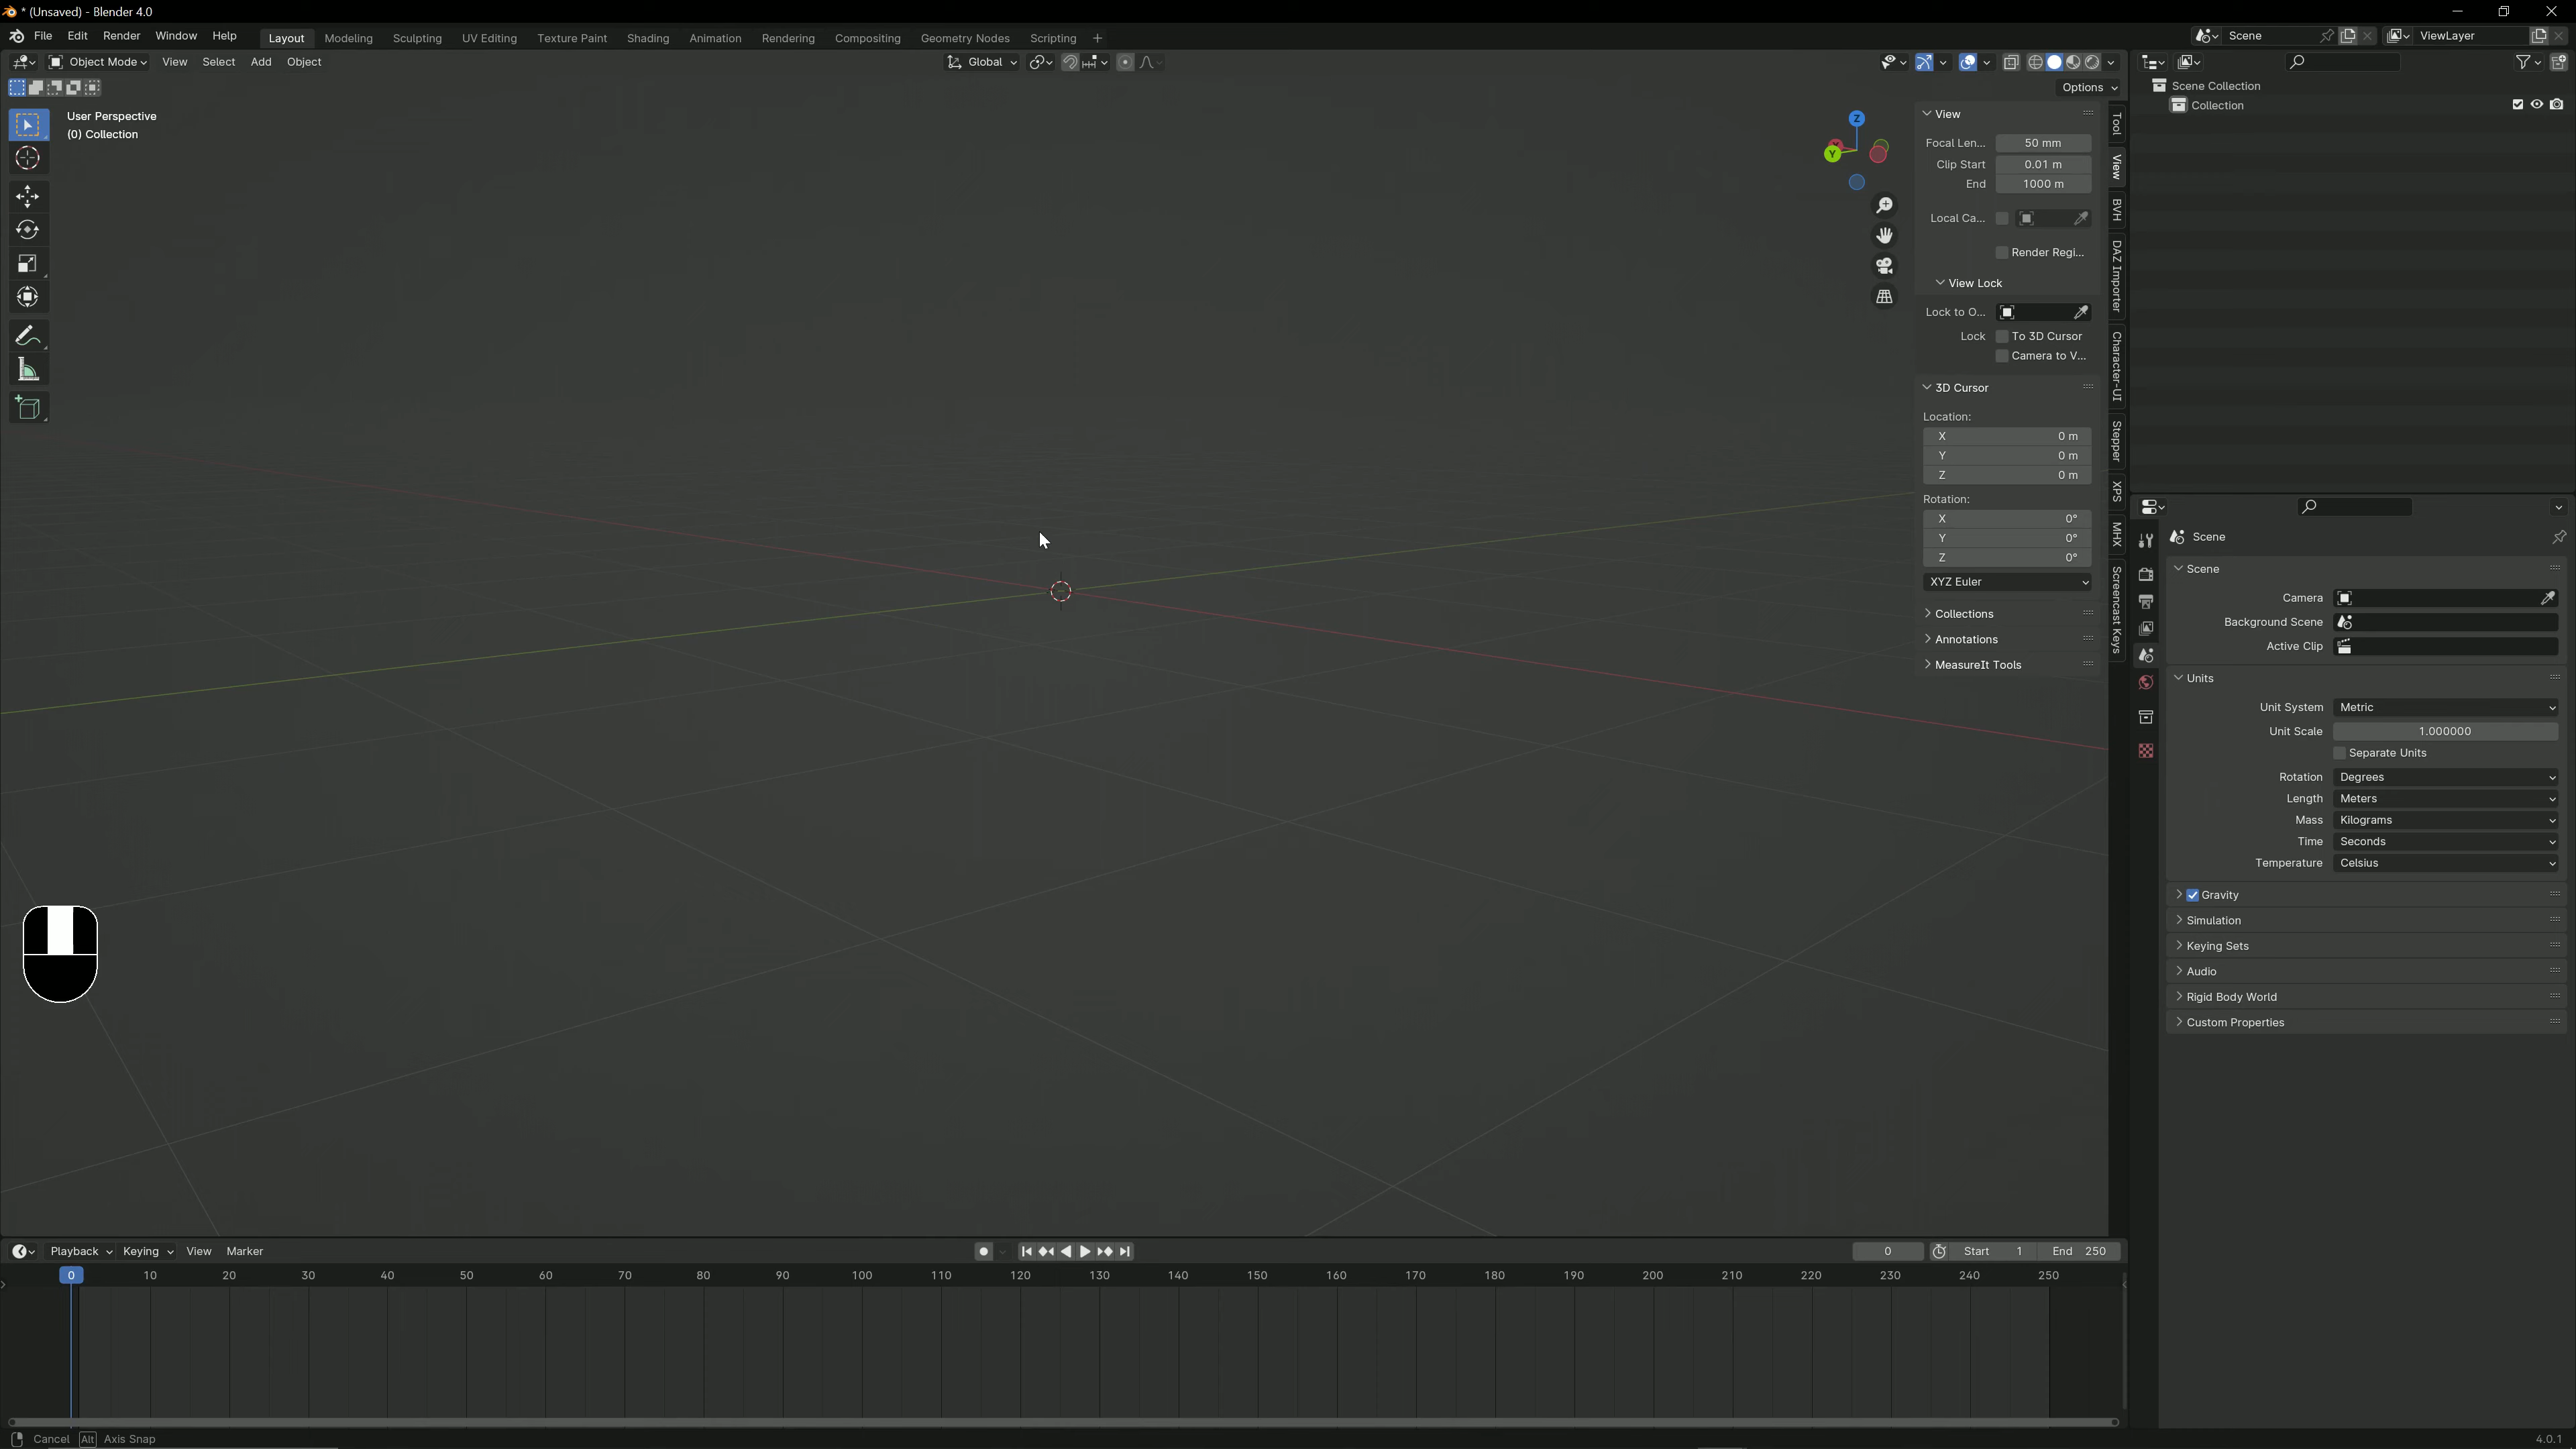 * (Unsaved) - Blender 4.0
File Edit Render Window Help Layout Modeling Sculpting UV Editing Texture Paint Shading Animation Rendering Compositing Geometry Nodes Scripting + Scene ViewLayer
Object Mode View Select Add Object Global
Options
User Perspective
(0) Collection
Z
Y
View
Focal Len... 50 mm
Clip Start 0.01 m
End 1000 m
Local Ca...
Render Regi...
View Lock
Lock to O...
Lock To 3D Cursor
Camera to V...
3D Cursor
Location:
X 0 m
Y 0 m
Z 0 m
Rotation:
X 0°
Y 0°
Z 0°
XYZ Euler
Collections
Annotations
MeasureIt Tools
Tool
View
BVH
DAZ Importer
Character-UI
Stepper
XPS
MHX
Screencast Keys
Scene Collection
Collection
Scene
Scene
Camera
Background Scene
Active Clip
Units
Unit System Metric
Unit Scale 1.000000
Separate Units
Rotation Degrees
Length Meters
Mass Kilograms
Time Seconds
Temperature Celsius
Gravity
Simulation
Keying Sets
Audio
Rigid Body World
Custom Properties
Playback Keying View Marker 0 Start 1 End 250
0 10 20 30 40 50 60 70 80 90 100 110 120 130 140 150 160 170 180 190 200 210 220 230 240 250
Cancel Alt Axis Snap 4.0.1